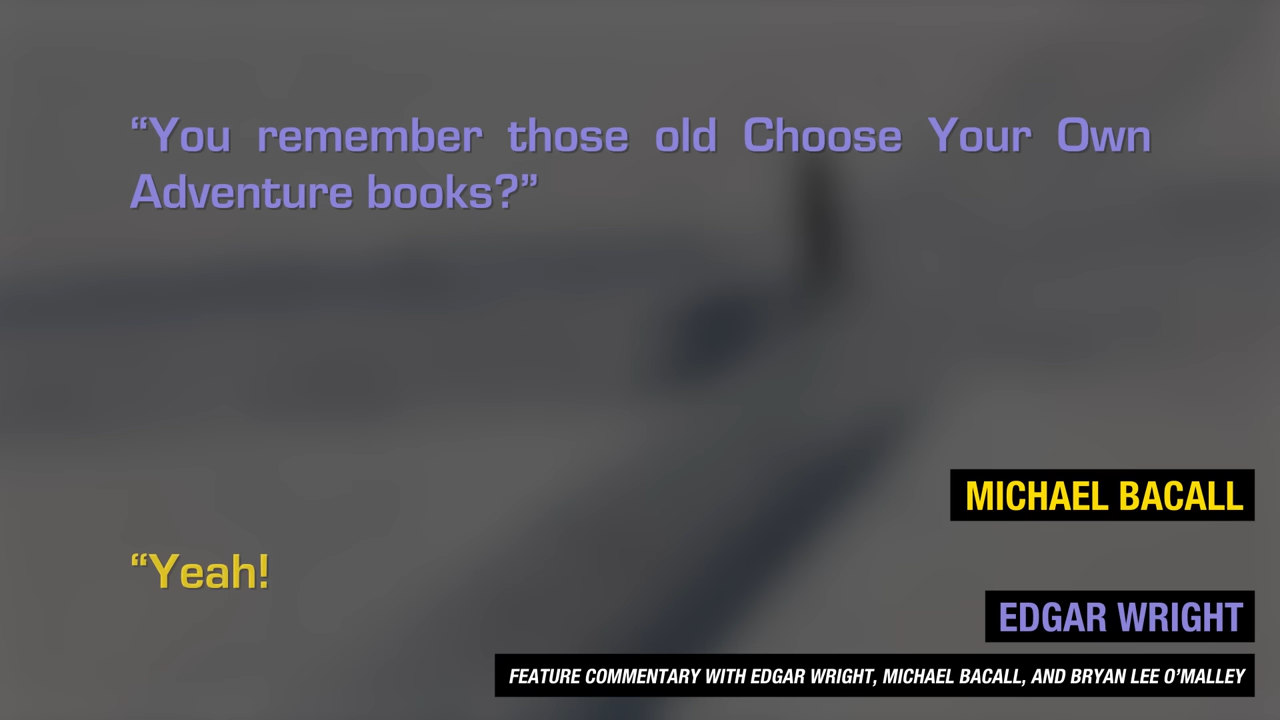 “You remember those old Choose Your Own
Adventure books?”
MICHAEL BACALL
“Yeah!
EDGAR WRIGHT
FEATURE COMMENTARY WITH EDGAR WRIGHT, MICHAEL BACALL, AND BRYAN LEE O’MALLEY